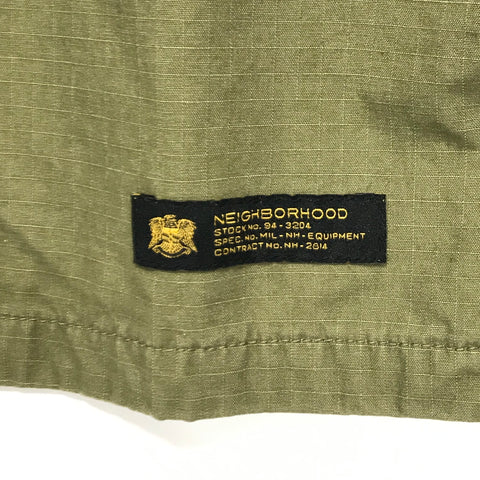 NEIGHBORHOOD
STOCK NO. 94-3204
SPEC. NO. MIL-NH-EQUIPMENT
CONTRACT NO. NH-2614